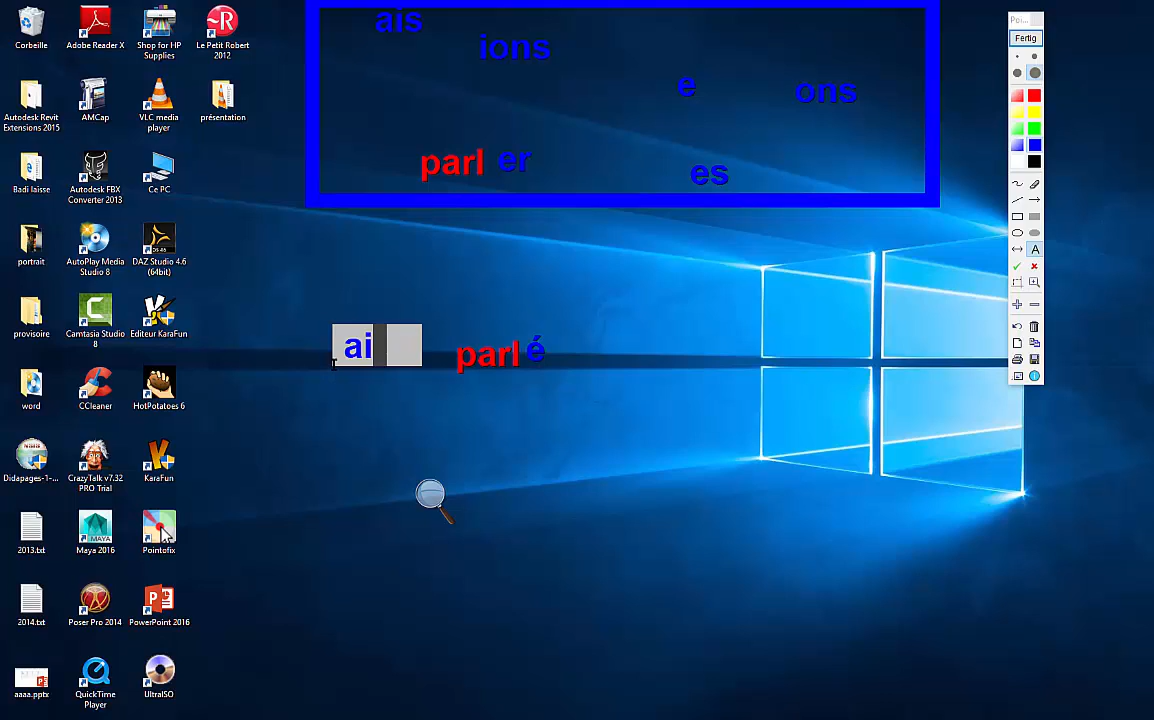 Corbeille
Adobe Reader X
Shop for HP
Supplies
Le Petit Robert
2012
Autodesk Revit
Extensions 2015
AMCap
VLC media
player
présentation
Badi laisse
Autodesk FBX
Converter 2013
Ce PC
portrait
AutoPlay Media
Studio 8
DAZ Studio 4.6
(64bit)
provisoire
Camtasia Studio
8
Editeur KaraFun
word
CCleaner
HotPotatoes 6
Didapages-1-...
CrazyTalk v7.32
PRO Trial
KaraFun
2013.txt
Maya 2016
Pointofix
2014.txt
Poser Pro 2014
PowerPoint 2016
aaaa.pptx
QuickTime
Player
UltraISO
ais
ions
e
ons
parl er
es
ai parl é
Poi...
Fertig
A